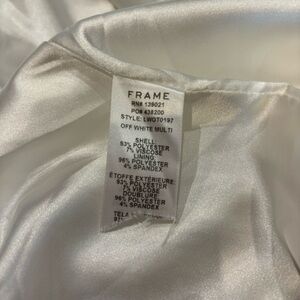 FRAME
RN# 139021
PO# 438200
STYLE: LWDT0197
OFF WHITE MULTI
SHELL:
93% POLYESTER
7% VISCOSE
LINING:
96% POLYESTER
4% SPANDEX
ÉTOFFE EXTÉRIEURE:
93% POLYESTER
7% VISCOSE
DOUBLURE:
96% POLYESTER
4% SPANDEX
TELA